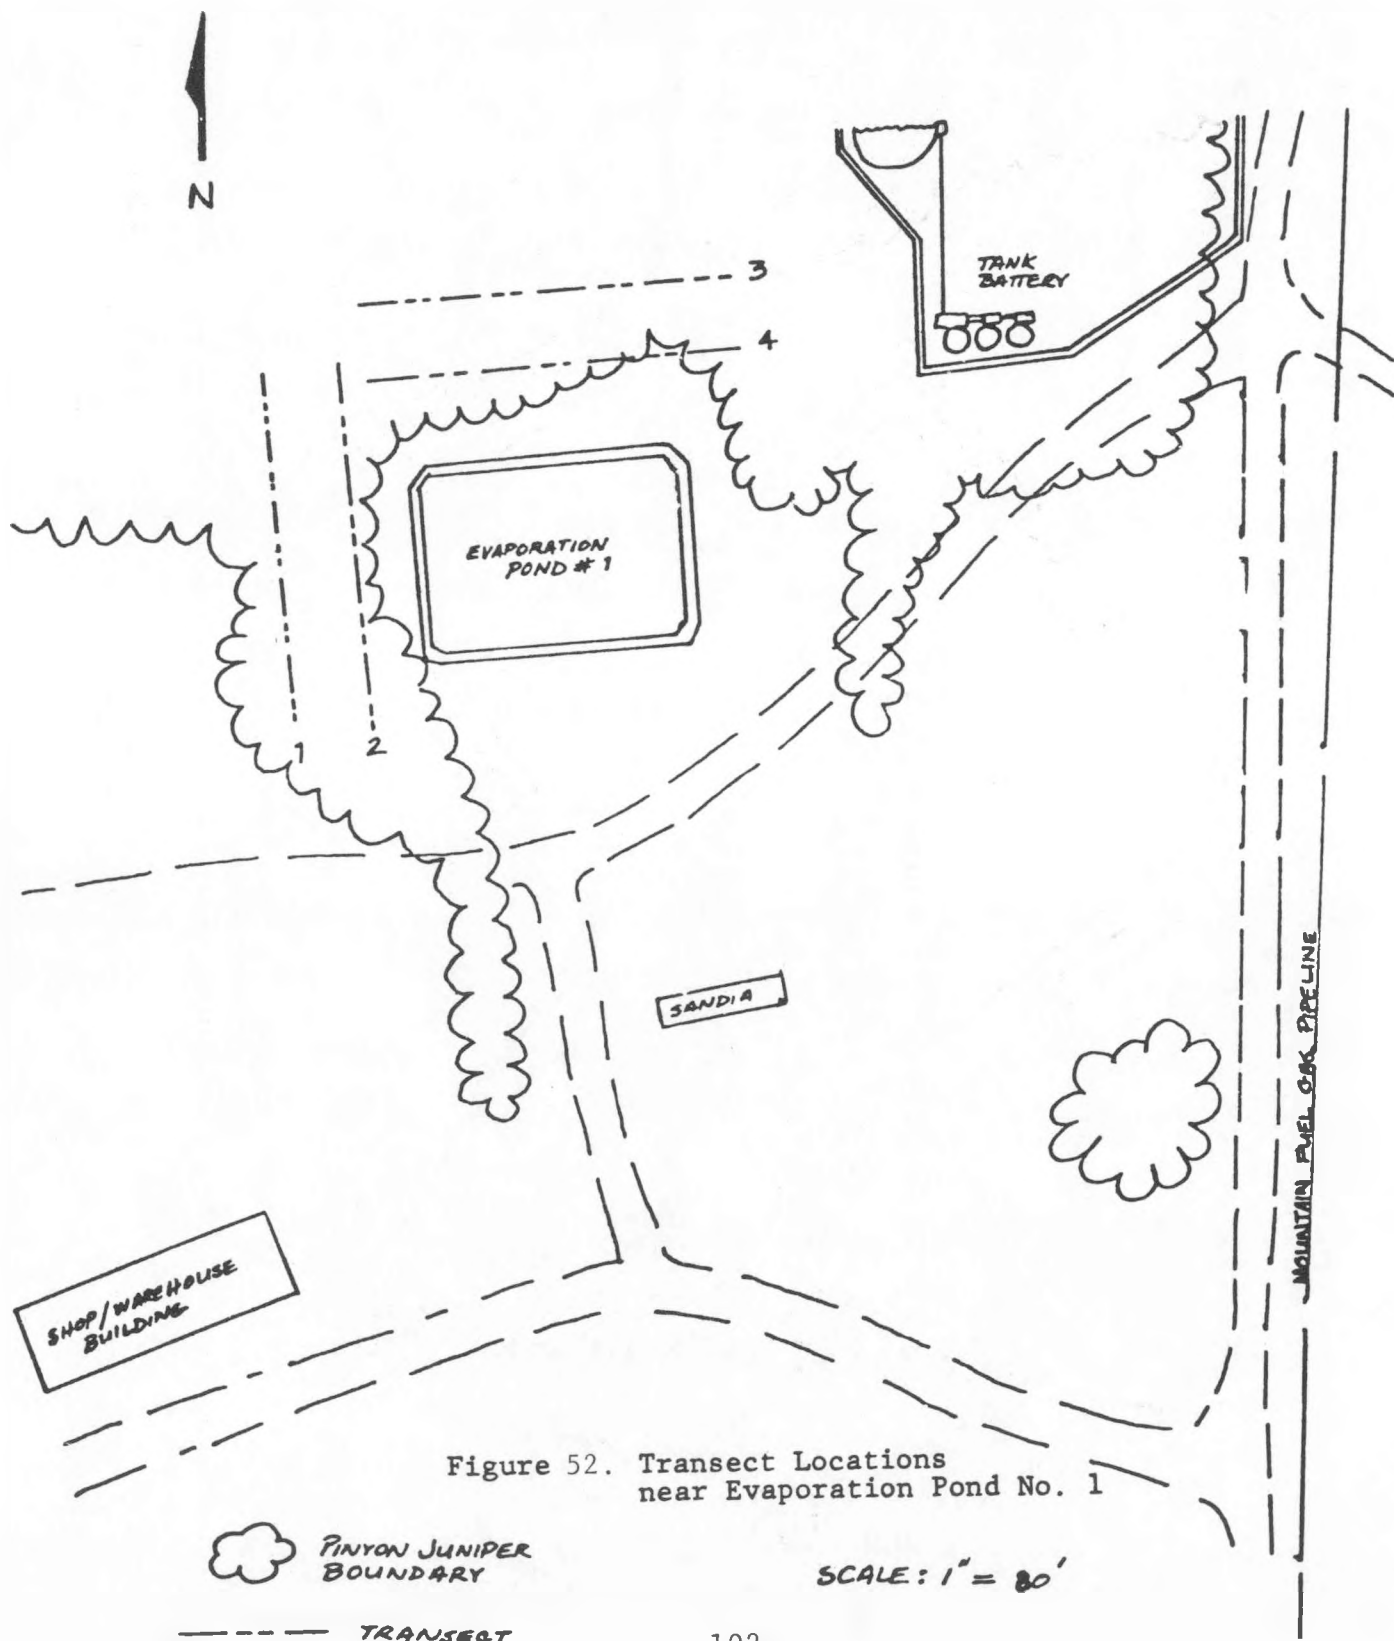 N
3
TANK
BATTERY
4
EVAPORATION
POND # 1
1
2
SANDIA
MOUNTAIN FUEL GAS PIPELINE
SHOP/WAREHOUSE
BUILDING
Figure 52. Transect Locations
near Evaporation Pond No. 1
PINYON JUNIPER
BOUNDARY
SCALE: 1" = 80'
TRANSECT
102